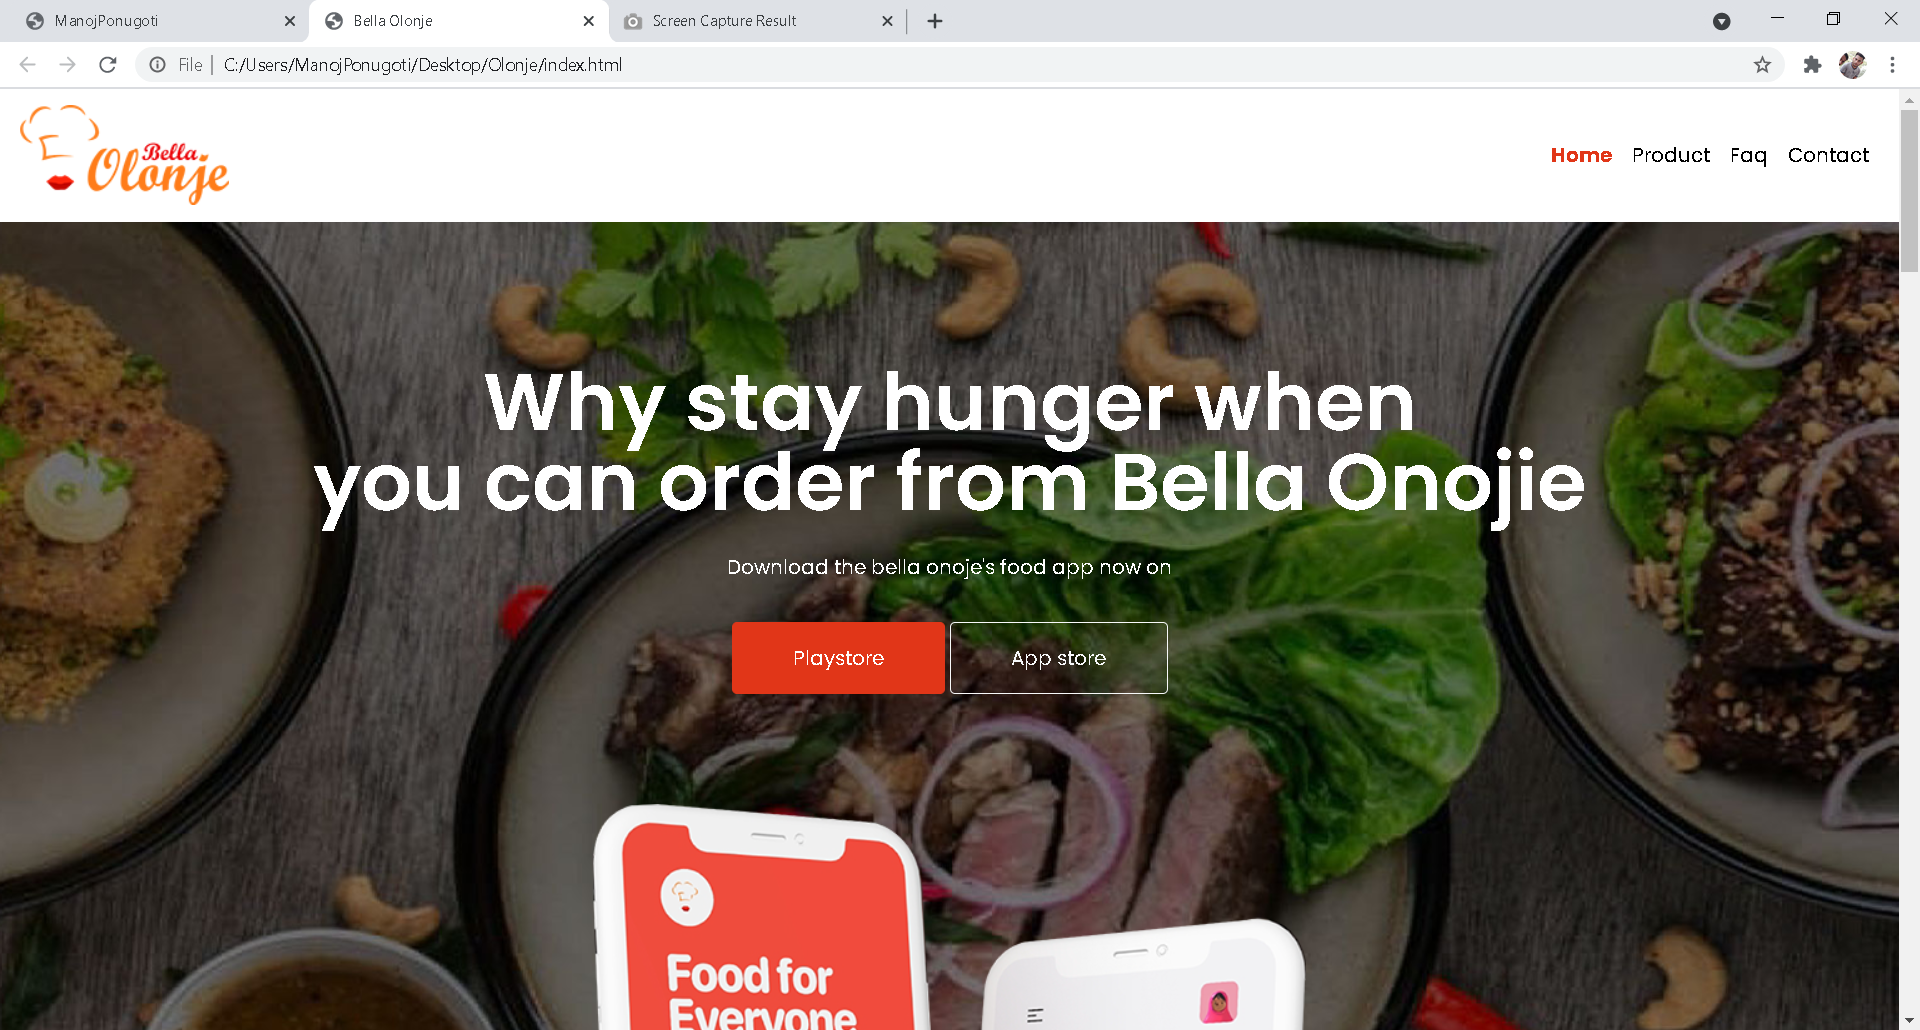 ManojPonugoti
Bella Olonje
Screen Capture Result
File
C:/Users/ManojPonugoti/Desktop/Olonje/index.html
Bella
Olonje
Home Product Faq Contact
Why stay hunger when
you can order from Bella Onojie
Download the bella onoje's food app now on
Playstore App store
Food for
Everyone